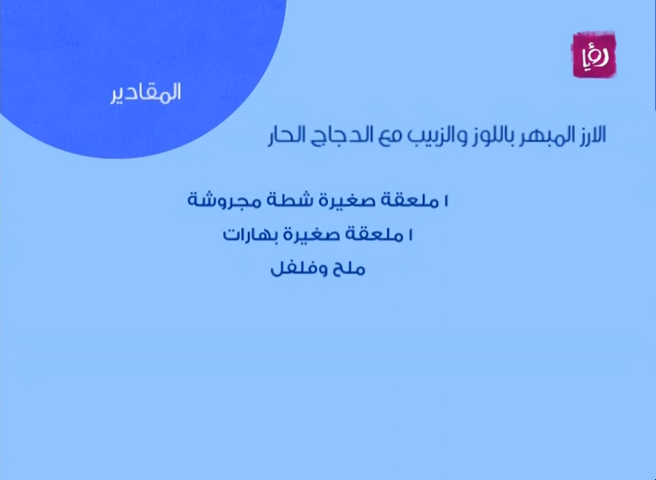 رؤيا
المقادير
الارز المبهر باللوز والزبيب مع الدجاج الحار
١ ملعقة صغيرة شطة مجروشة
١ ملعقة صغيرة بهارات
ملح وفلفل